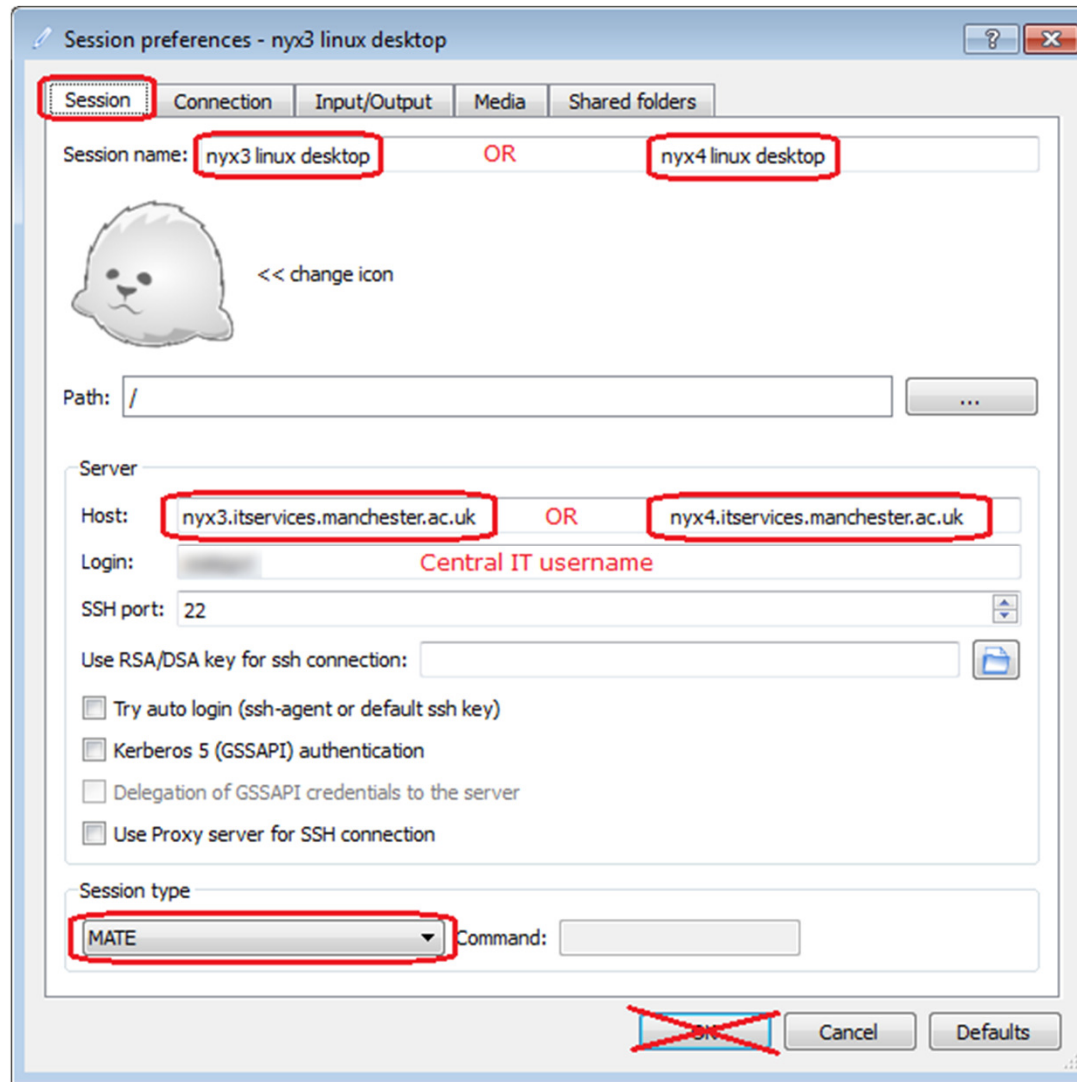 Session preferences - nyx3 linux desktop
Session Connection Input/Output Media Shared folders
Session name: nyx3 linux desktop OR nyx4 linux desktop
<< change icon
Path: / ...
Server
Host: nyx3.itservices.manchester.ac.uk OR nyx4.itservices.manchester.ac.uk
Login: Central IT username
SSH port: 22
Use RSA/DSA key for ssh connection:
Try auto login (ssh-agent or default ssh key)
Kerberos 5 (GSSAPI) authentication
Delegation of GSSAPI credentials to the server
Use Proxy server for SSH connection
Session type
MATE Command:
Cancel Defaults